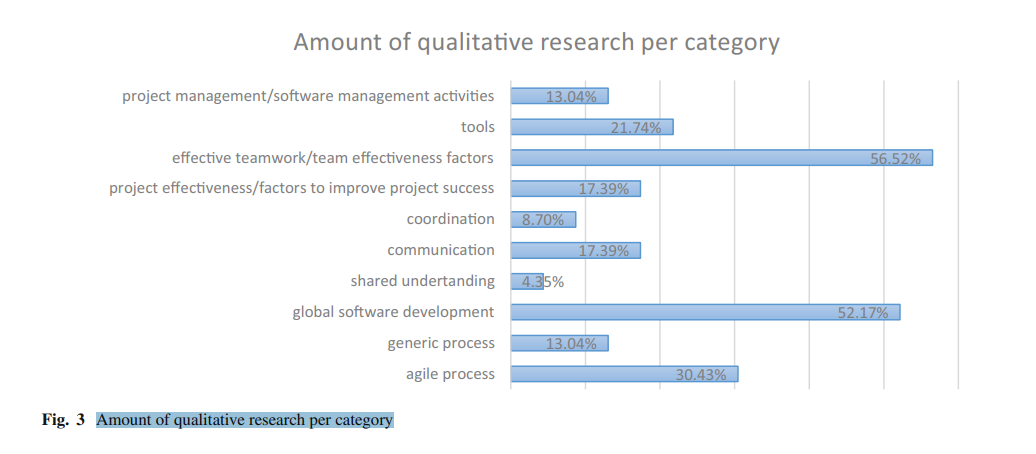 Amount of qualitative research per category
project management/software management activities 13.04%
tools 21.74%
effective teamwork/team effectiveness factors 56.52%
project effectiveness/factors to improve project success 17.39%
coordination 8.70%
communication 17.39%
shared undertanding 4.35%
global software development 52.17%
generic process 13.04%
agile process 30.43%
Fig. 3 Amount of qualitative research per category